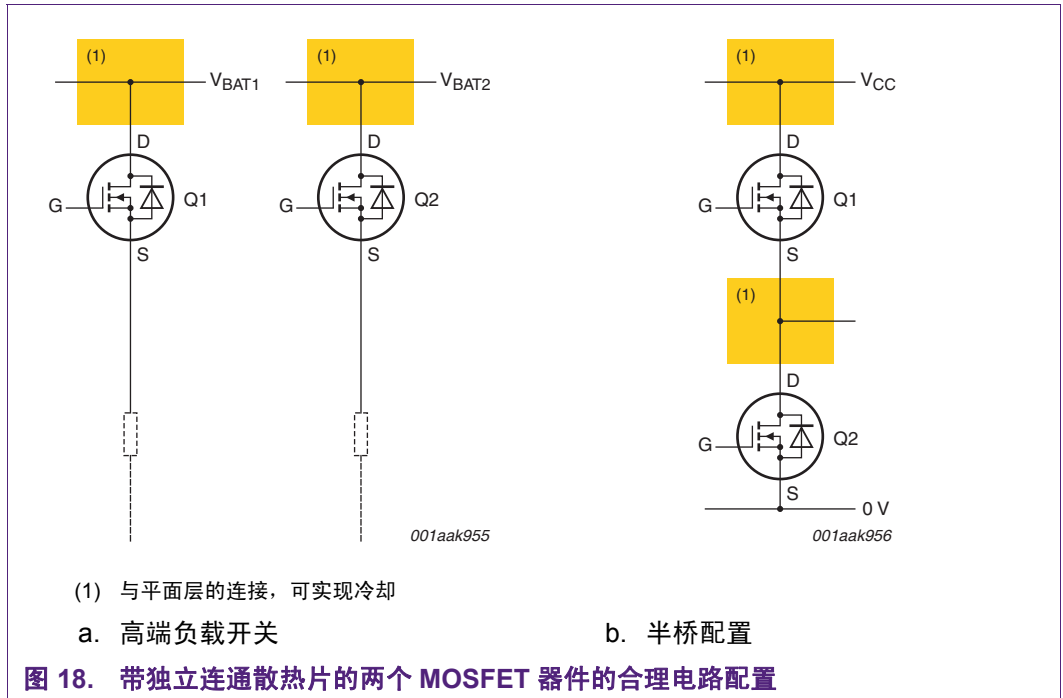 (1)
V_BAT1
D
G
Q1
S
(1)
V_BAT2
D
G
Q2
S
001aak955
(1)
V_CC
D
G
Q1
S
(1)
D
G
Q2
S
0 V
001aak956
(1) 与平面层的连接，可实现冷却
a. 高端负载开关
b. 半桥配置
图 18. 带独立连通散热片的两个 MOSFET 器件的合理电路配置